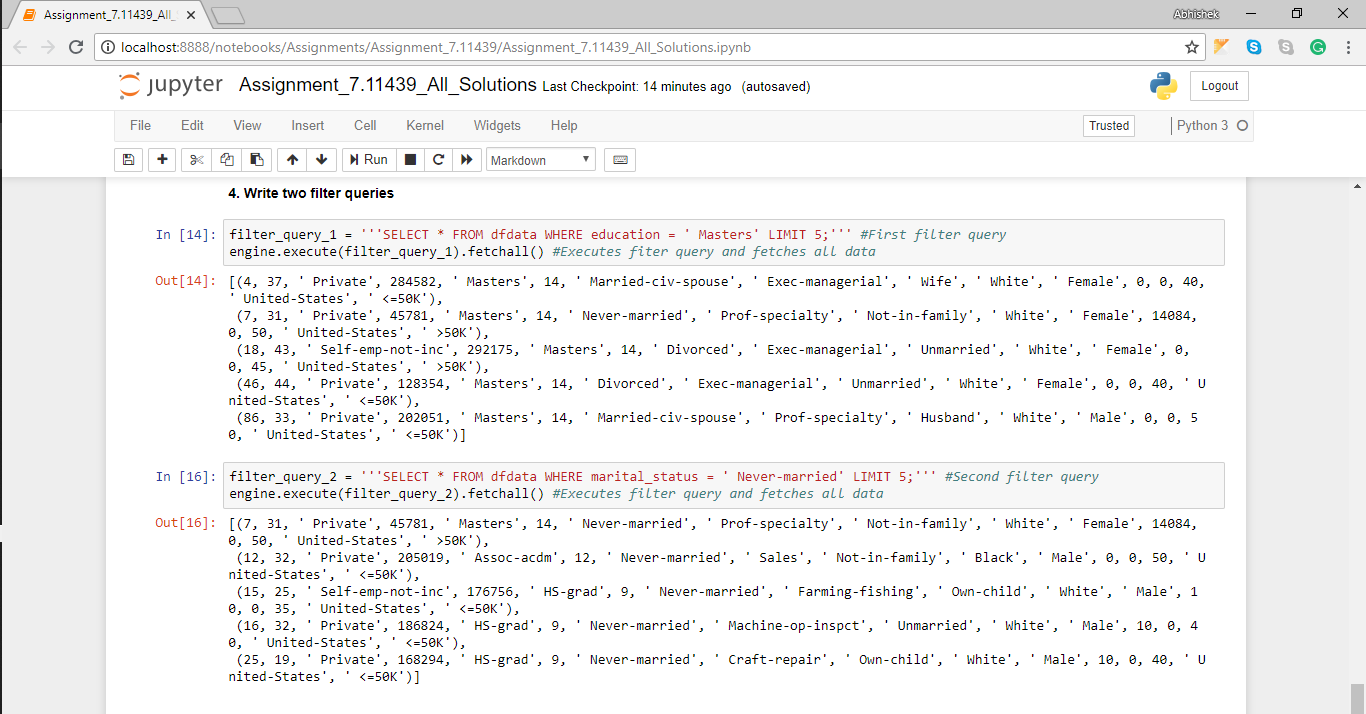 Assignment_7.11439_All_
Abhishek
localhost:8888/notebooks/Assignments/Assignment_7.11439/Assignment_7.11439_All_Solutions.ipynb
jupyter Assignment_7.11439_All_Solutions Last Checkpoint: 14 minutes ago (autosaved)
Logout
File Edit View Insert Cell Kernel Widgets Help
Trusted
Python 3
Run
Markdown
4. Write two filter queries
In [14]: filter_query_1 = '''SELECT * FROM dfdata WHERE education = ' Masters' LIMIT 5;''' #First filter query
engine.execute(filter_query_1).fetchall() #Executes fiter query and fetches all data
Out[14]: [(4, 37, ' Private', 284582, ' Masters', 14, ' Married-civ-spouse', ' Exec-managerial', ' Wife', ' White', ' Female', 0, 0, 40,
' United-States', ' <=50K'),
(7, 31, ' Private', 45781, ' Masters', 14, ' Never-married', ' Prof-specialty', ' Not-in-family', ' White', ' Female', 14084,
0, 50, ' United-States', ' >50K'),
(18, 43, ' Self-emp-not-inc', 292175, ' Masters', 14, ' Divorced', ' Exec-managerial', ' Unmarried', ' White', ' Female', 0,
0, 45, ' United-States', ' >50K'),
(46, 44, ' Private', 128354, ' Masters', 14, ' Divorced', ' Exec-managerial', ' Unmarried', ' White', ' Female', 0, 0, 40, ' U
nited-States', ' <=50K'),
(86, 33, ' Private', 202051, ' Masters', 14, ' Married-civ-spouse', ' Prof-specialty', ' Husband', ' White', ' Male', 0, 0, 5
0, ' United-States', ' <=50K')]
In [16]: filter_query_2 = '''SELECT * FROM dfdata WHERE marital_status = ' Never-married' LIMIT 5;''' #Second filter query
engine.execute(filter_query_2).fetchall() #Executes filter query and fetches all data
Out[16]: [(7, 31, ' Private', 45781, ' Masters', 14, ' Never-married', ' Prof-specialty', ' Not-in-family', ' White', ' Female', 14084,
0, 50, ' United-States', ' >50K'),
(12, 32, ' Private', 205019, ' Assoc-acdm', 12, ' Never-married', ' Sales', ' Not-in-family', ' Black', ' Male', 0, 0, 50, ' U
nited-States', ' <=50K'),
(15, 25, ' Self-emp-not-inc', 176756, ' HS-grad', 9, ' Never-married', ' Farming-fishing', ' Own-child', ' White', ' Male', 1
0, 0, 35, ' United-States', ' <=50K'),
(16, 32, ' Private', 186824, ' HS-grad', 9, ' Never-married', ' Machine-op-inspct', ' Unmarried', ' White', ' Male', 10, 0, 4
0, ' United-States', ' <=50K'),
(25, 19, ' Private', 168294, ' HS-grad', 9, ' Never-married', ' Craft-repair', ' Own-child', ' White', ' Male', 10, 0, 40, ' U
nited-States', ' <=50K')]